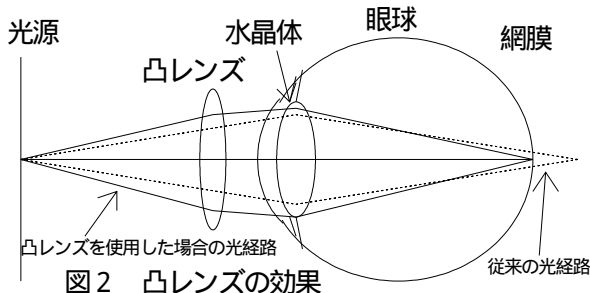 光源
水晶体
眼球
網膜
凸レンズ
凸レンズを使用した場合の光経路
従来の光経路
図2 凸レンズの効果